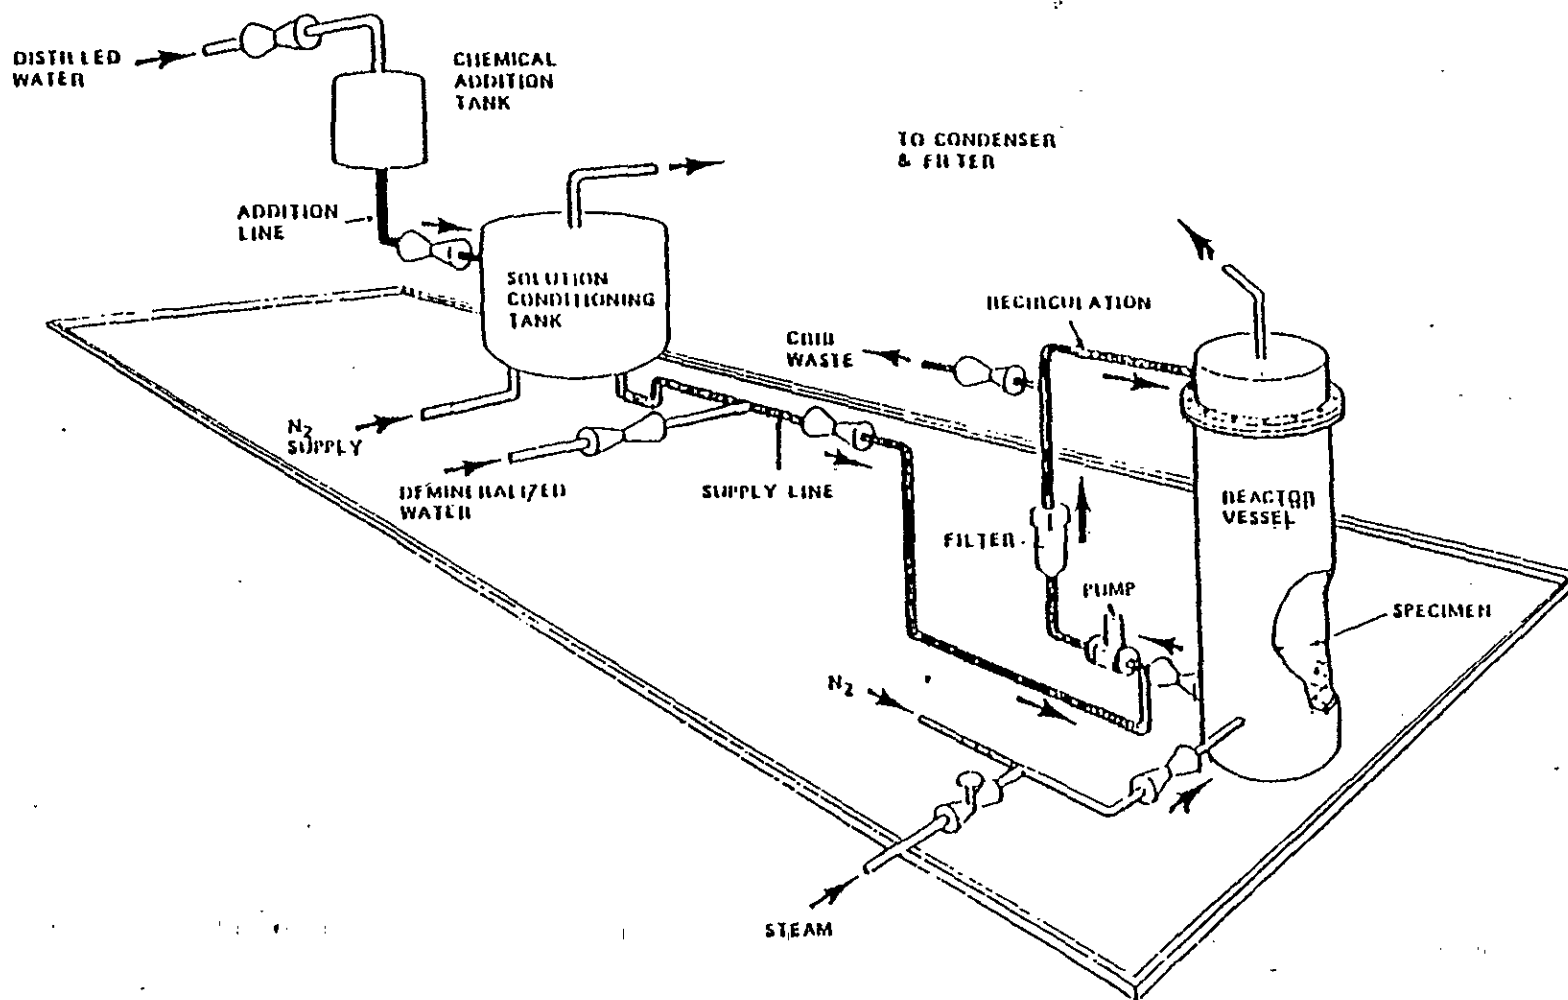 DISTILLED
WATER
CHEMICAL
ADDITION
TANK
TO CONDENSER
& FILTER
ADDITION
LINE
SOLUTION
CONDITIONING
TANK
RECIRCULATION
COLD
WASTE
N₂
SUPPLY
DEMINERALIZED
WATER
SUPPLY LINE
REACTOR
VESSEL
FILTER
PUMP
SPECIMEN
N₂
STEAM